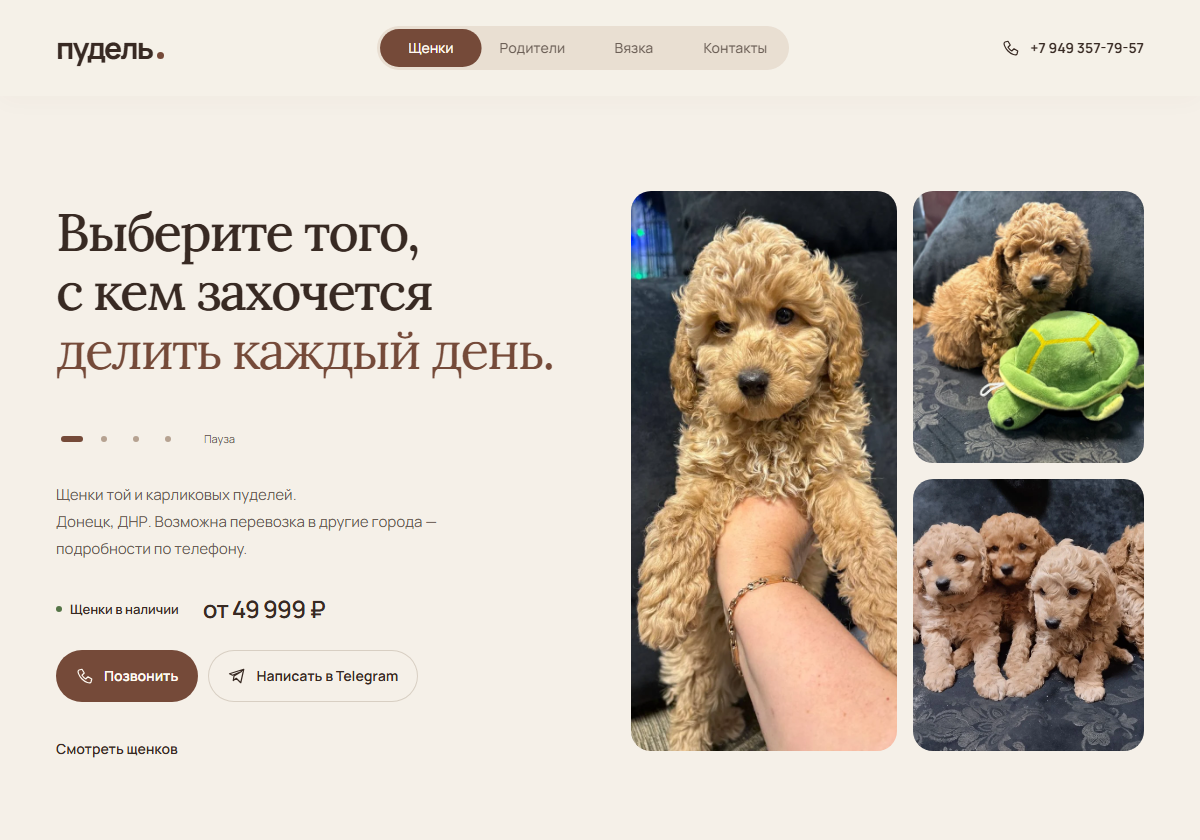 пудель.
Щенки
Родители
Вязка
Контакты
+7 949 357-79-57
Выберите того,
с кем захочется
делить каждый день.
Пауза
Щенки той и карликовых пуделей.
Донецк, ДНР. Возможна перевозка в другие города —
подробности по телефону.
Щенки в наличии
от 49 999 ₽
Позвонить
Написать в Telegram
Смотреть щенков